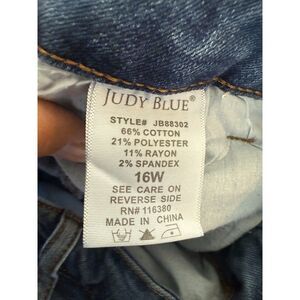 JUDY BLUE®
STYLE# JB88302
66% COTTON
21% POLYESTER
11% RAYON
2% SPANDEX
16W
SEE CARE ON
REVERSE SIDE
RN# 116380
MADE IN CHINA